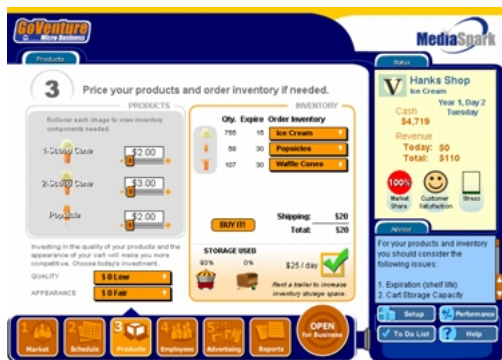 GoVenture
Micro Business
MediaSpark
Products
Status
3
Price your products and order inventory if needed.
PRODUCTS
Rollover each image to view inventory
components needed.
1-Scoop Cone
$2.00
2-Scoop Cone
$3.00
Popsicle
$2.00
Investing in the quality of your products and the
appearance of your cart will make you more
competitive. Choose today's investment.
QUALITY
$ 0 Low
APPEARANCE
$ 0 Fair
INVENTORY
Qty. Expire Order Inventory
755 15 Ice Cream
58 30 Popsicles
107 30 Waffle Cones
BUY IT!
Shipping: $20
Total: $20
STORAGE USED
93% 0%
$25 / day
Rent a trailer to increase
inventory storage space.
V
Hanks Shop
Ice Cream
Year 1, Day 2
Tuesday
Cash
$4,719
Revenue
Today: $0
Total: $110
100%
Market
Share
Customer
Satisfaction
Stress
Advisor
For your products and inventory
you should consider the
following issues:
1. Expiration (shelf life)
2. Cart Storage Capacity
Setup
Performance
To Do List
Help
1
Market
2
Schedule
3
Products
4
Employees
5
Advertising
Reports
OPEN
for Business